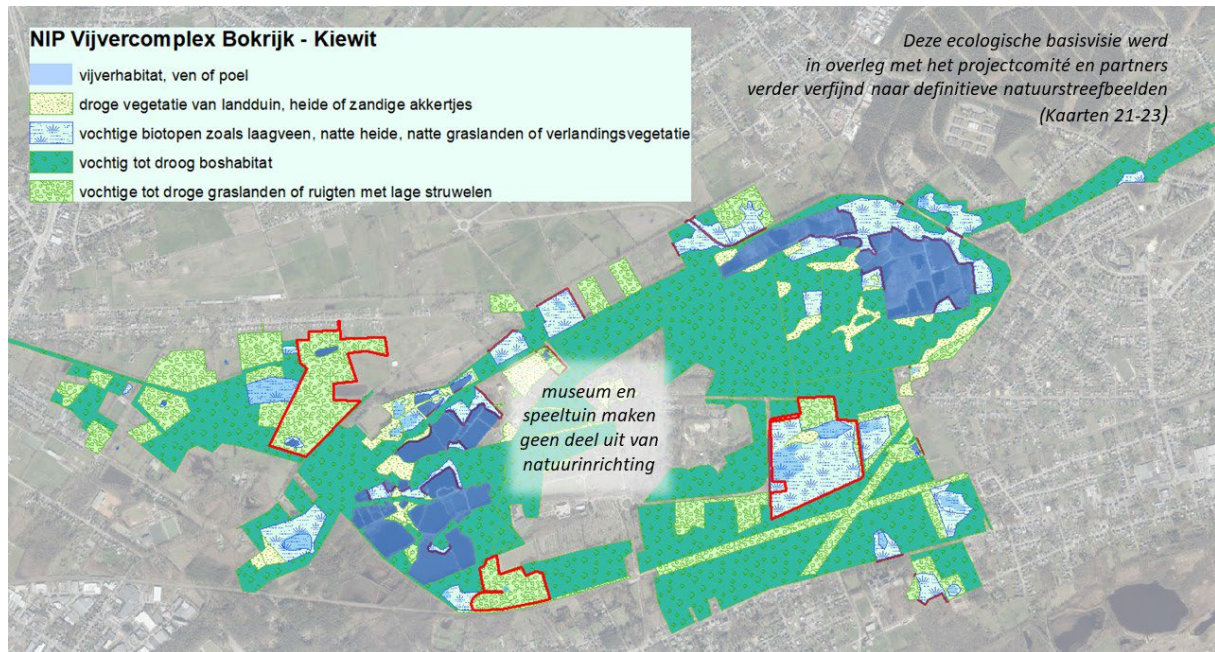 NIP Vijvercomplex Bokrijk - Kiewit
vijverhabitat, ven of poel
droge vegetatie van landduin, heide of zandige akkertjes
vochtige biotopen zoals laagveen, natte heide, natte graslanden of verlandingsvegetatie
vochtig tot droog boshabitat
vochtige tot droge graslanden of ruigten met lage struwelen
Deze ecologische basisvisie werd
in overleg met het projectcomité en partners
verder verfijnd naar definitieve natuurstreefbeelden
(Kaarten 21-23)
museum en
speeltuin maken
geen deel uit van
natuurinrichting